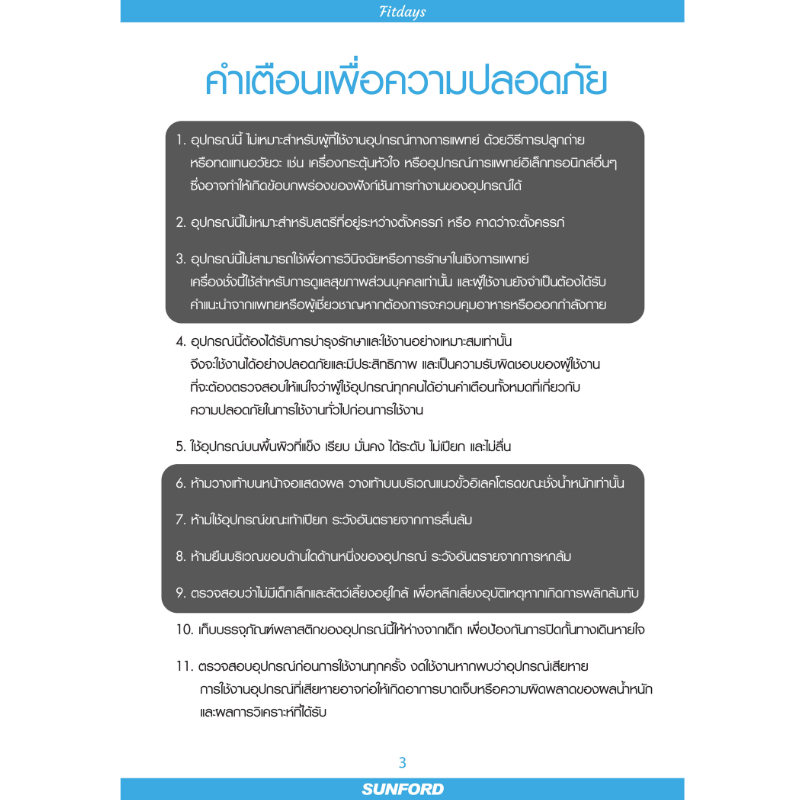 Fitdays
คำเตือนเพื่อความปลอดภัย
1. อุปกรณ์นี้ ไม่เหมาะสำหรับผู้ที่ใช้งานอุปกรณ์ทางการแพทย์ ด้วยวิธีการปลูกถ่าย
หรือทดแทนอวัยวะ เช่น เครื่องกระตุ้นหัวใจ หรืออุปกรณ์การแพทย์อิเล็กทรอนิกส์อื่นๆ
ซึ่งอาจทำให้เกิดข้อบกพร่องของฟังก์ชันการทำงานของอุปกรณ์ได้
2. อุปกรณ์นี้ไม่เหมาะสำหรับสตรีที่อยู่ระหว่างตั้งครรภ์ หรือ คาดว่าจะตั้งครรภ์
3. อุปกรณ์นี้ไม่สามารถใช้เพื่อการวินิจฉัยหรือการรักษาในเชิงการแพทย์
เครื่องชั่งนี้ใช้สำหรับการดูแลสุขภาพส่วนบุคคลเท่านั้น และผู้ใช้งานยังจำเป็นต้องได้รับ
คำแนะนำจากแพทยหรือผู้เชี่ยวชาญหากต้องการจะควบคุมอาหารหรือออกกำลังกาย
4. อุปกรณ์นี้ต้องได้รับการบำรุงรักษาและใช้งานอย่างเหมาะสมเท่านั้น
จึงจะใช้งานได้อย่างปลอดภัยและมีประสิทธิภาพ และเป็นความรับผิดชอบของผู้ใช้งาน
ที่จะต้องตรวจสอบให้แน่ใจว่าผู้ใช้อุปกรณ์ทุกคนได้อ่านคำเตือนทั้งหมดที่เกี่ยวกับ
ความปลอดภัยในการใช้งานทั่วไปก่อนการใช้งาน
5. ใช้อุปกรณ์บนพื้นผิวที่แข็ง เรียบ มั่นคง ได้ระดับ ไม่เปียก และไม่ลื่น
6. ห้ามวางเท้าบนหน้าจอแสดงผล วางเท้าบนบริเวณแนวขั้วอิเลคโตรดขณะชั่งน้ำหนักเท่านั้น
7. ห้ามใช้อุปกรณ์ขณะเท้าเปียก ระวังอันตรายจากการลื่นล้ม
8. ห้ามยืนบริเวณขอบด้านใดด้านหนึ่งของอุปกรณ์ ระวังอันตรายจากการหกล้ม
9. ตรวจสอบว่าไม่มีเด็กเล็กและสัตว์เลี้ยงอยู่ใกล้ เพื่อหลีกเลี่ยงอุบัติเหตุหากเกิดการพลิกล้มทับ
10. เก็บบรรจุภัณฑ์พลาสติกของอุปกรณ์นี้ให้ห่างจากเด็ก เพื่อป้องกันการปิดกั้นทางเดินหายใจ
11. ตรวจสอบอุปกรณ์ก่อนการใช้งานทุกครั้ง งดใช้งานหากพบว่าอุปกรณ์เสียหาย
การใช้งานอุปกรณ์ที่เสียหายอาจก่อให้เกิดอาการบาดเจ็บหรือความผิดพลาดของผลน้ำหนัก
และผลการวิเคราะห์ที่ได้รับ
3
SUNFORD